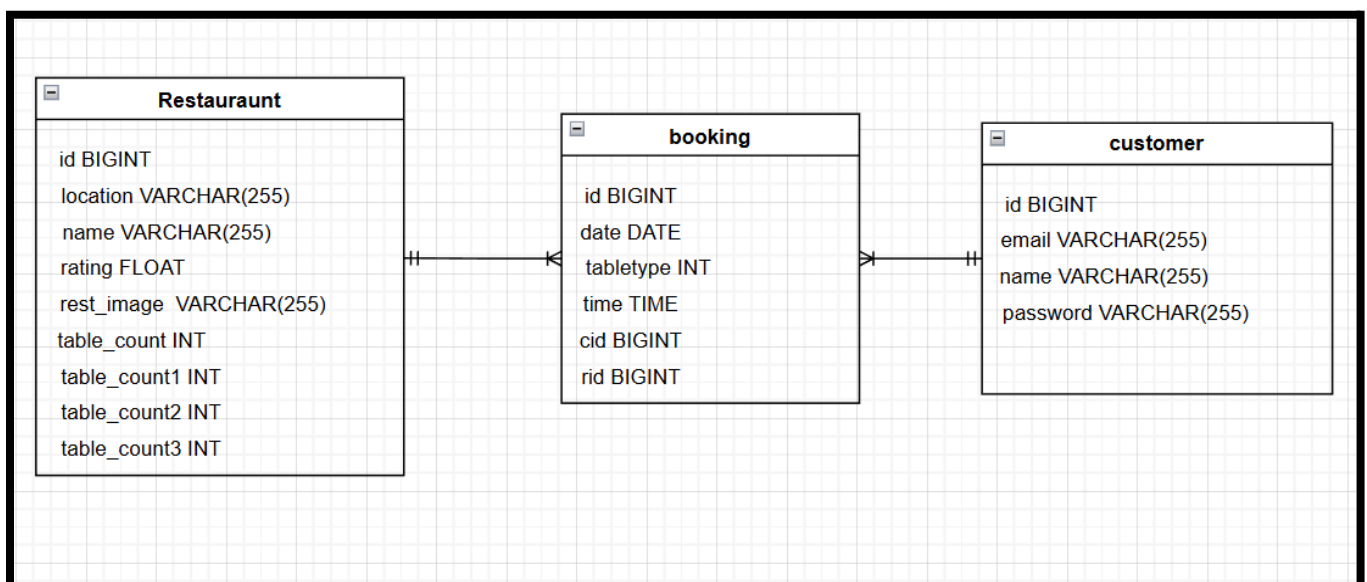 Restauraunt
id BIGINT
location VARCHAR(255)
name VARCHAR(255)
rating FLOAT
rest_image VARCHAR(255)
table_count INT
table_count1 INT
table_count2 INT
table_count3 INT
booking
id BIGINT
date DATE
tabletype INT
time TIME
cid BIGINT
rid BIGINT
customer
id BIGINT
email VARCHAR(255)
name VARCHAR(255)
password VARCHAR(255)